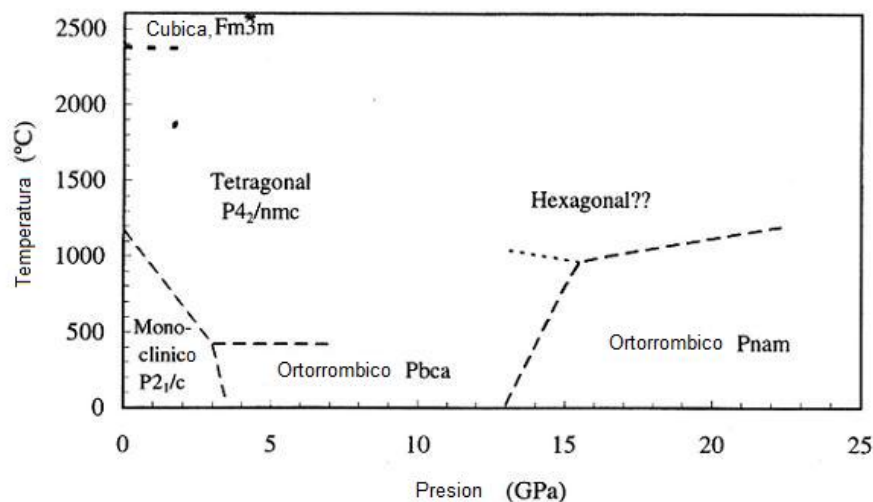 2500
Cubica, Fm3̄m
2000
1500
1000
500
0
Temperatura (ºC)
Tetragonal
P4₂/nmc
Hexagonal??
Mono-
clinico
P2₁/c
Ortorrombico Pbca
Ortorrombico Pnam
0 5 10 15 20 25
Presion (GPa)